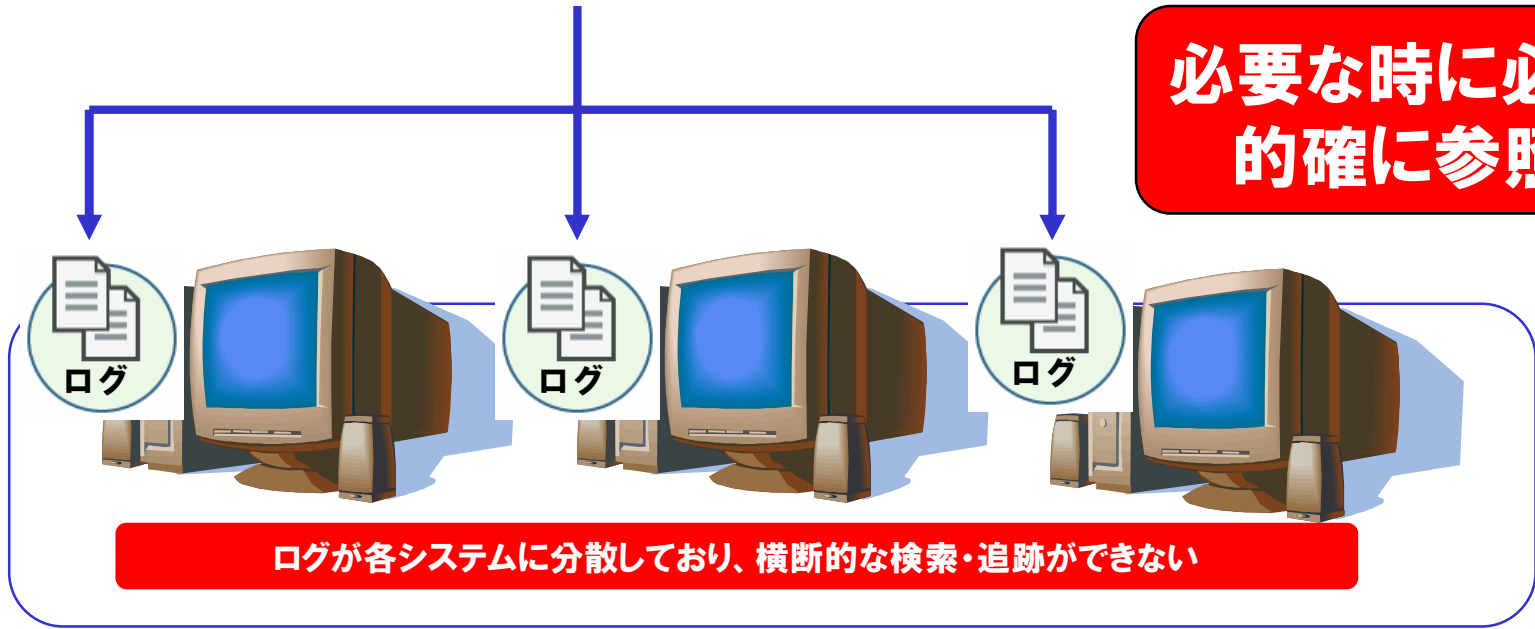 必要な時に必
的確に参照
ログ
ログ
ログ
ログが各システムに分散しており、横断的な検索・追跡ができない